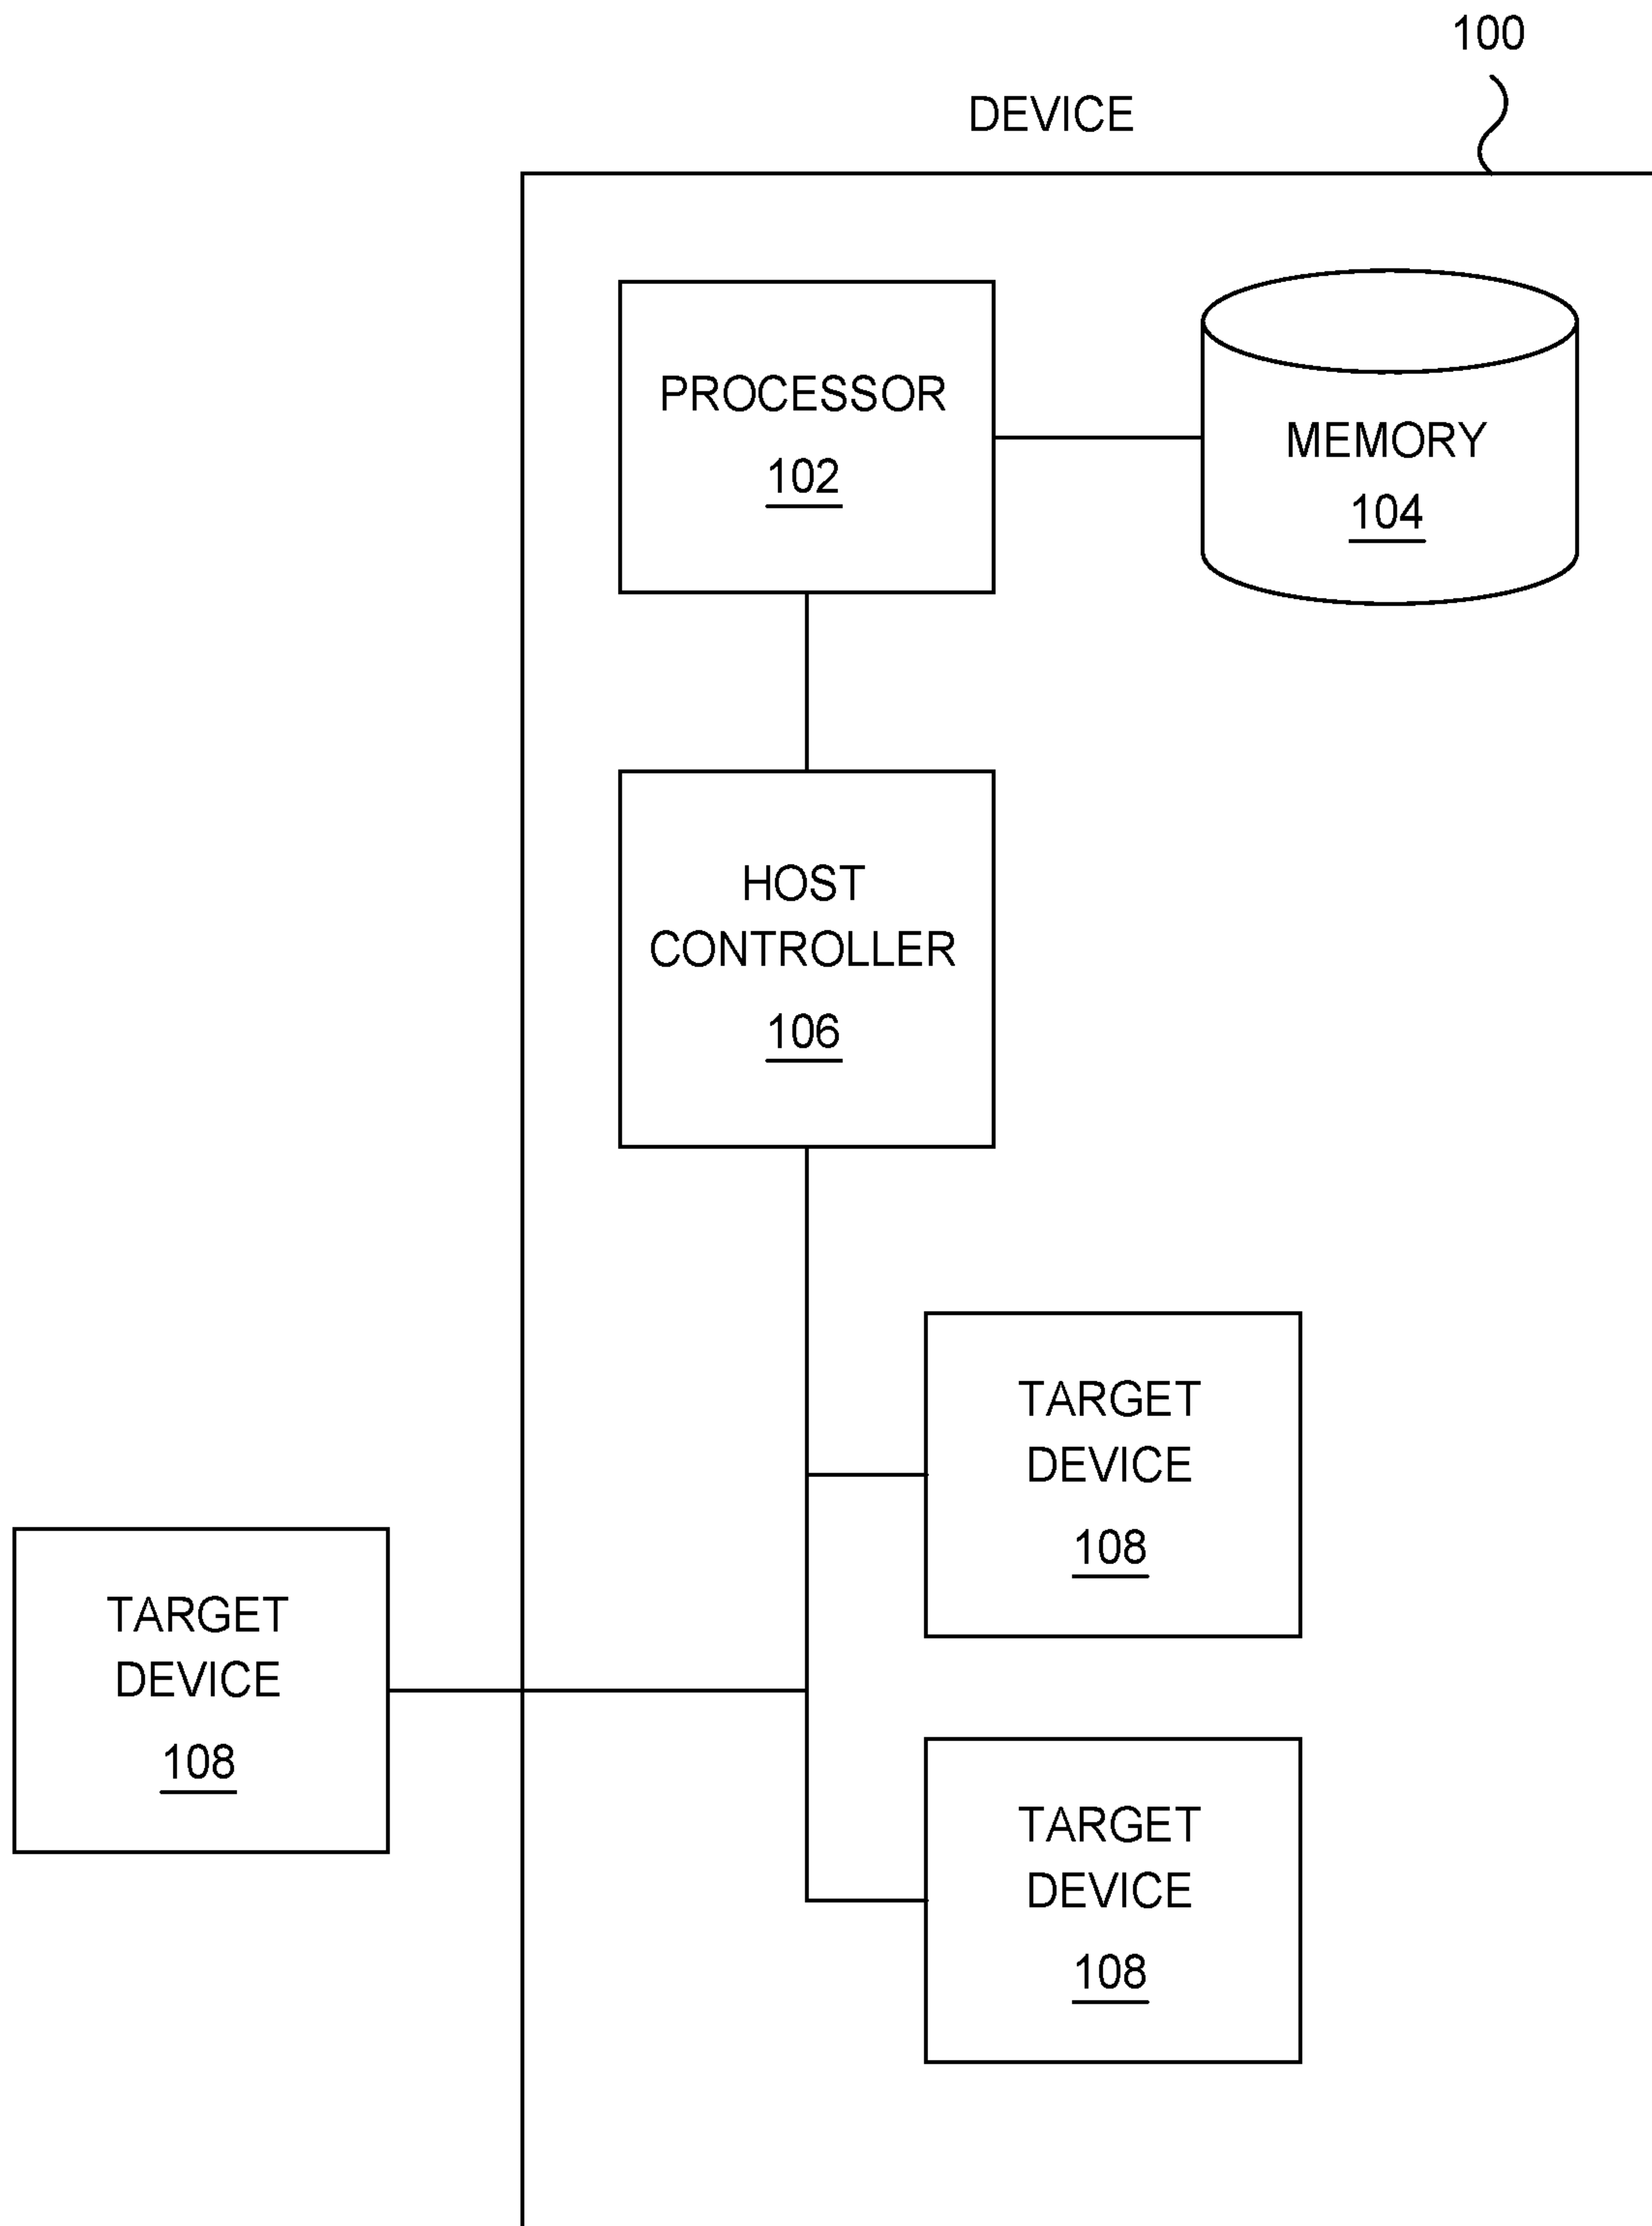 100
DEVICE
PROCESSOR
102
MEMORY
104
HOST
CONTROLLER
106
TARGET
DEVICE
108
TARGET
DEVICE
108
TARGET
DEVICE
108